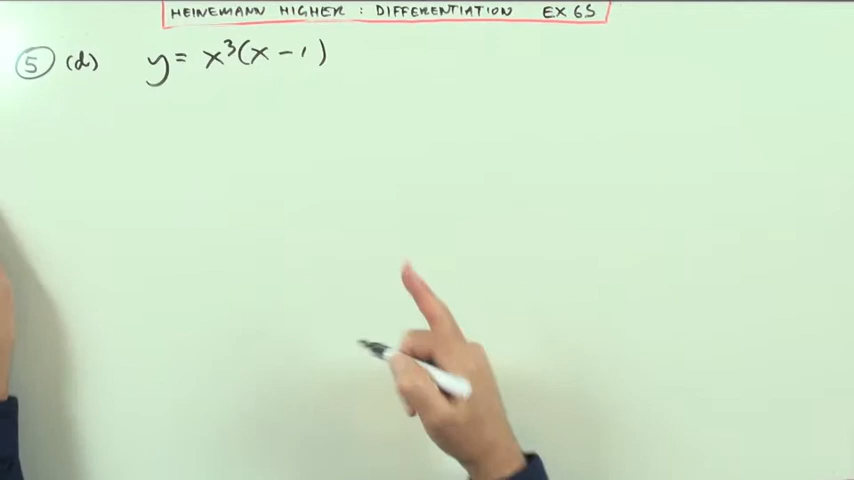 HEINEMANN HIGHER : DIFFERENTIATION EX 6S
⑤ (d) y = x³(x - 1)